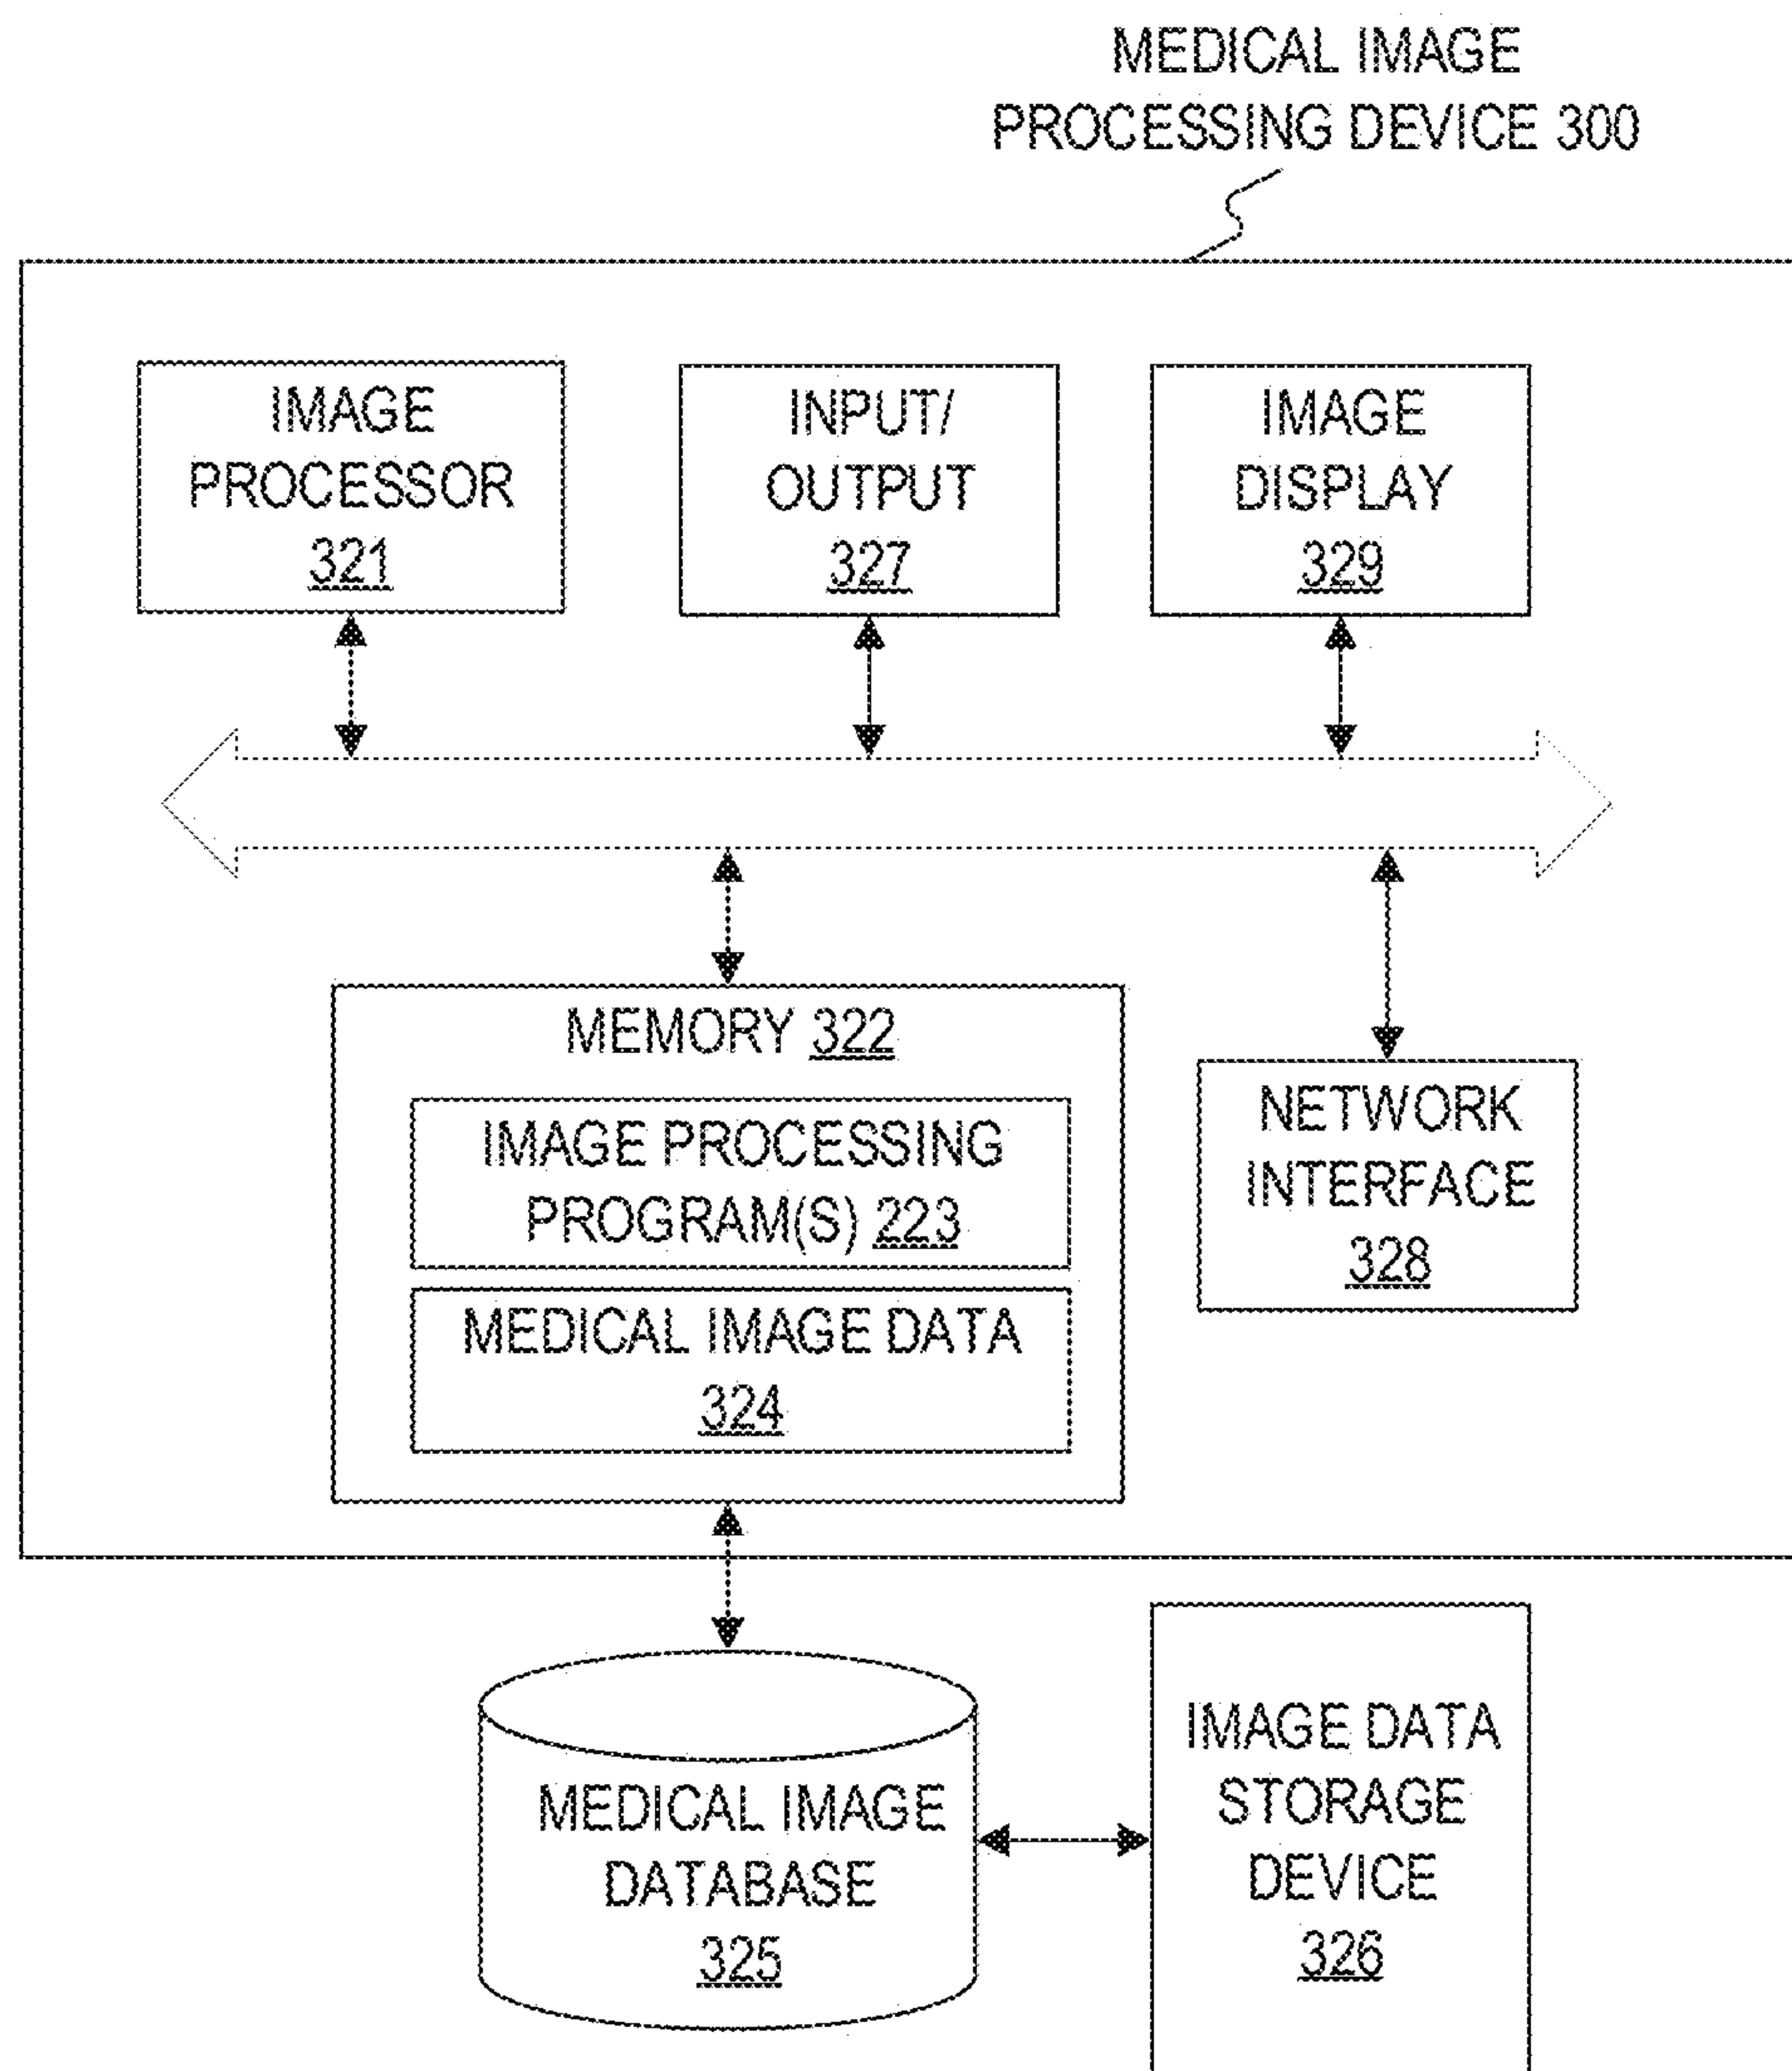 MEDICAL IMAGE
PROCESSING DEVICE 300
IMAGE
PROCESSOR
321
INPUT/
OUTPUT
327
IMAGE
DISPLAY
329
MEMORY 322
IMAGE PROCESSING
PROGRAM(S) 223
MEDICAL IMAGE DATA
324
NETWORK
INTERFACE
328
MEDICAL IMAGE
DATABASE
325
IMAGE DATA
STORAGE
DEVICE
326